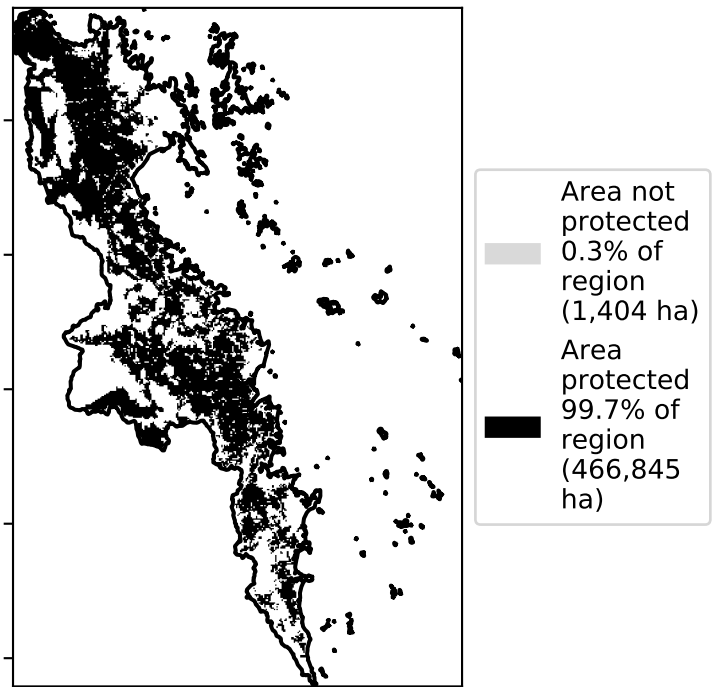 Area not
protected
0.3% of
region
(1,404 ha)
Area
protected
99.7% of
region
(466,845
ha)